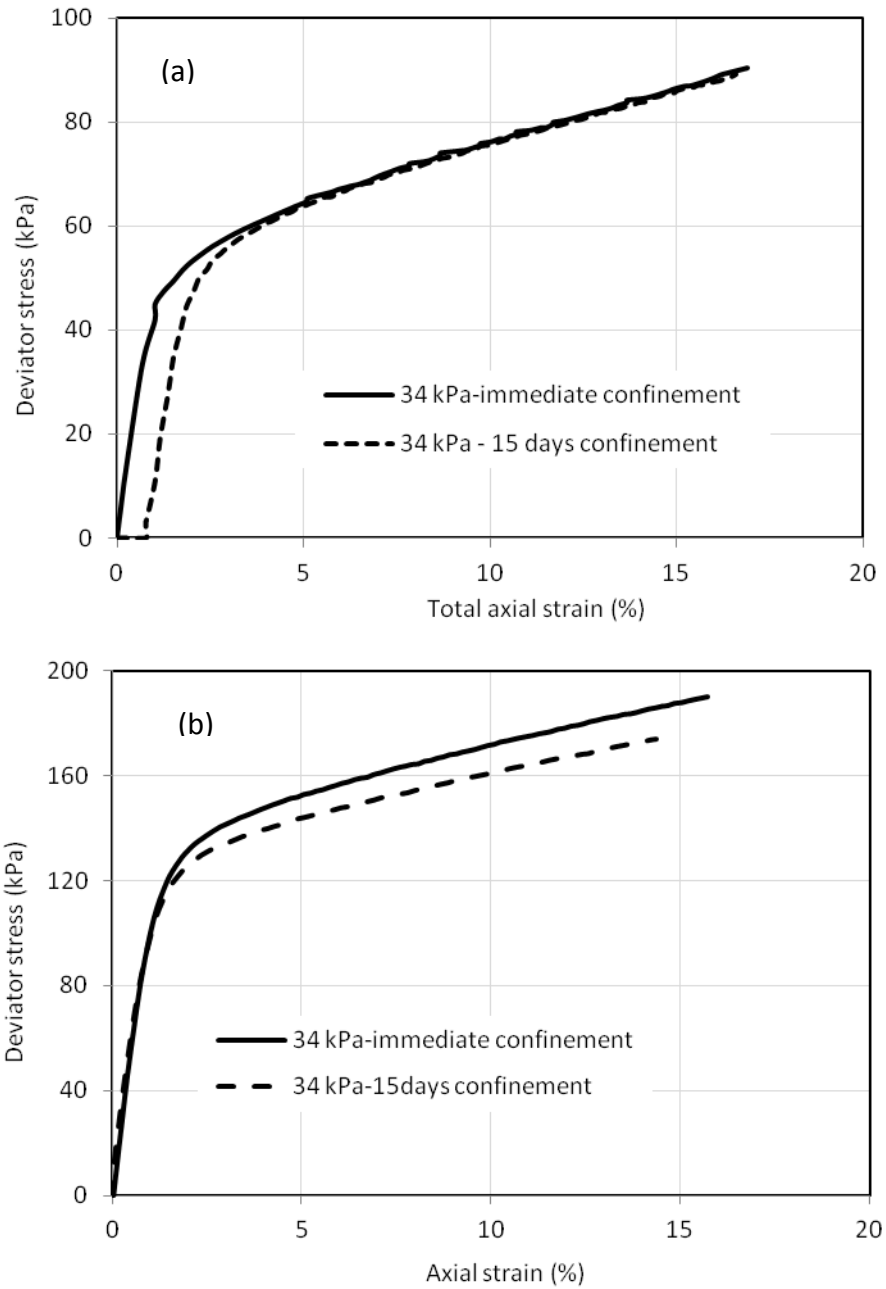 100
80
60
40
20
0
Deviator stress (kPa)
(a)
34 kPa-immediate confinement
34 kPa - 15 days confinement
0 5 10 15 20
Total axial strain (%)
200
160
120
80
40
0
Deviator stress (kPa)
(b)
34 kPa-immediate confinement
34 kPa-15days confinement
0 5 10 15 20
Axial strain (%)